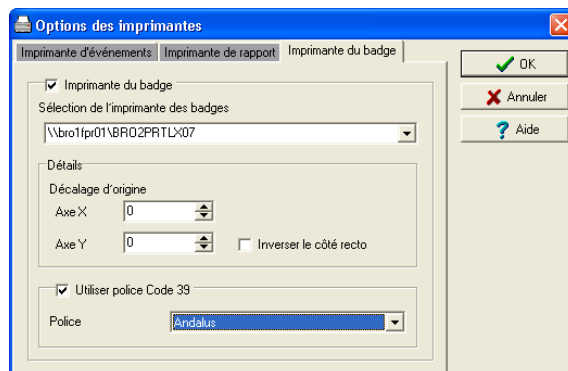 Options des imprimantes
Imprimante d'événements
Imprimante de rapport
Imprimante du badge
OK
Annuler
Aide
Imprimante du badge
Sélection de l'imprimante des badges
\\bro1fpr01\BRO2PRTLX07
Détails
Décalage d'origine
Axe X 0
Axe Y 0 Inverser le côté recto
Utiliser police Code 39
Police Andalus